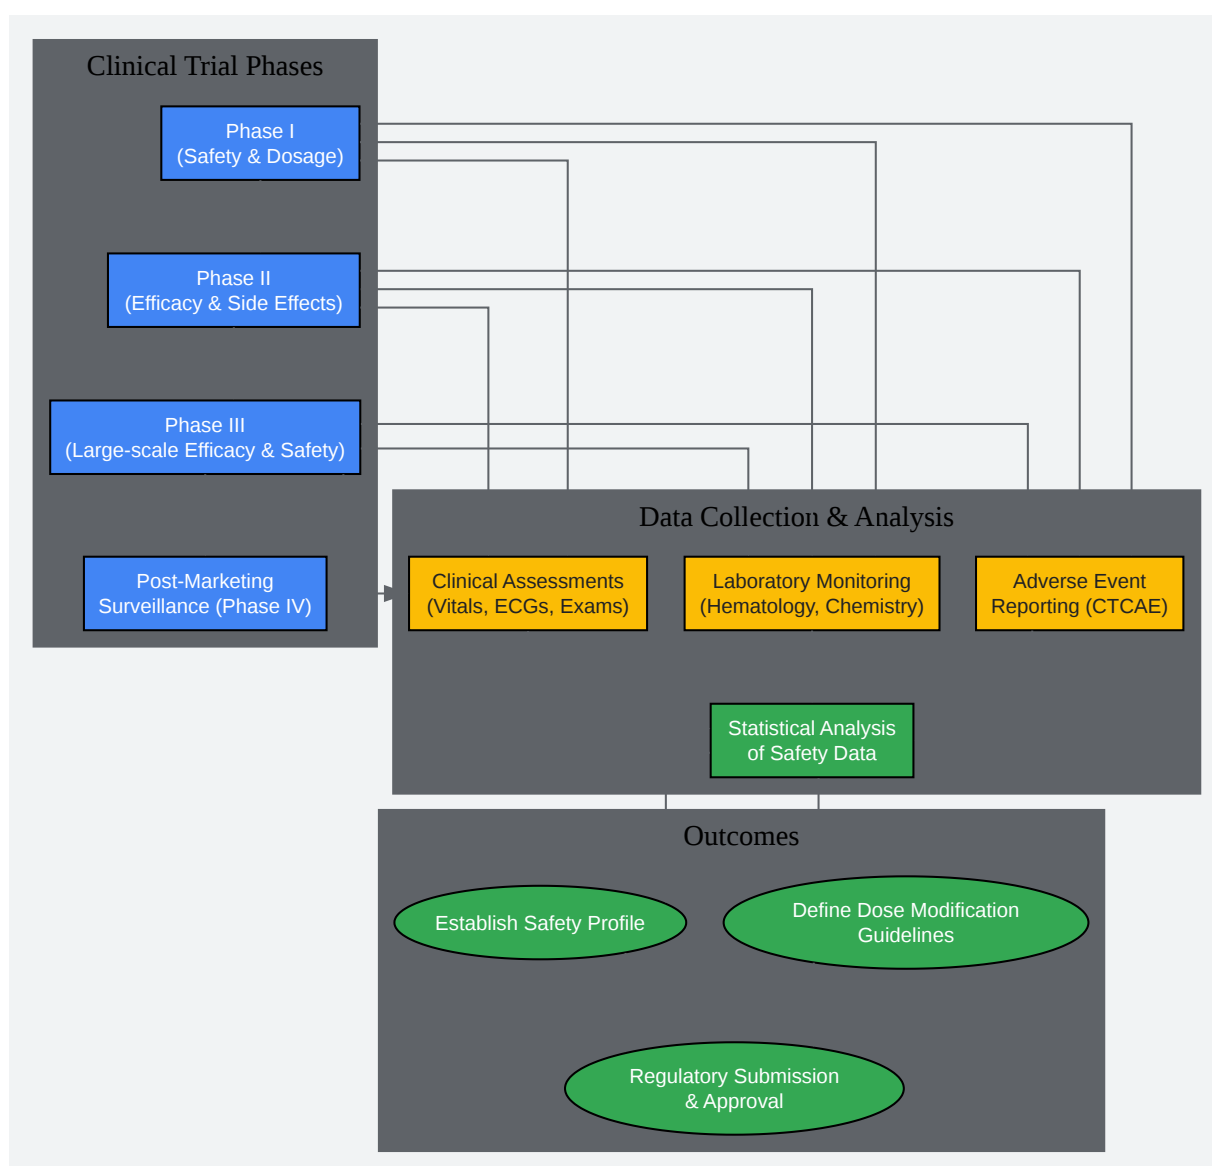 Clinical Trial Phases
Phase I
(Safety & Dosage)
Phase II
(Efficacy & Side Effects)
Phase III
(Large-scale Efficacy & Safety)
Post-Marketing
Surveillance (Phase IV)
Data Collection & Analysis
Clinical Assessments
(Vitals, ECGs, Exams)
Laboratory Monitoring
(Hematology, Chemistry)
Adverse Event
Reporting (CTCAE)
Statistical Analysis
of Safety Data
Outcomes
Establish Safety Profile
Define Dose Modification
Guidelines
Regulatory Submission
& Approval